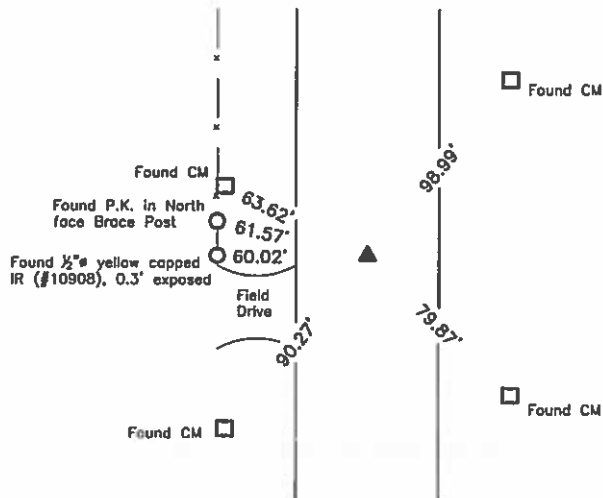 Found CM
98.99'
Found CM
63.62'
Found P.K. in North
face Brace Post
61.57'
Found ½"ø yellow capped
IR (#10908), 0.3' exposed
60.02'
Field
Drive
90.27'
79.87'
Found CM
Found CM